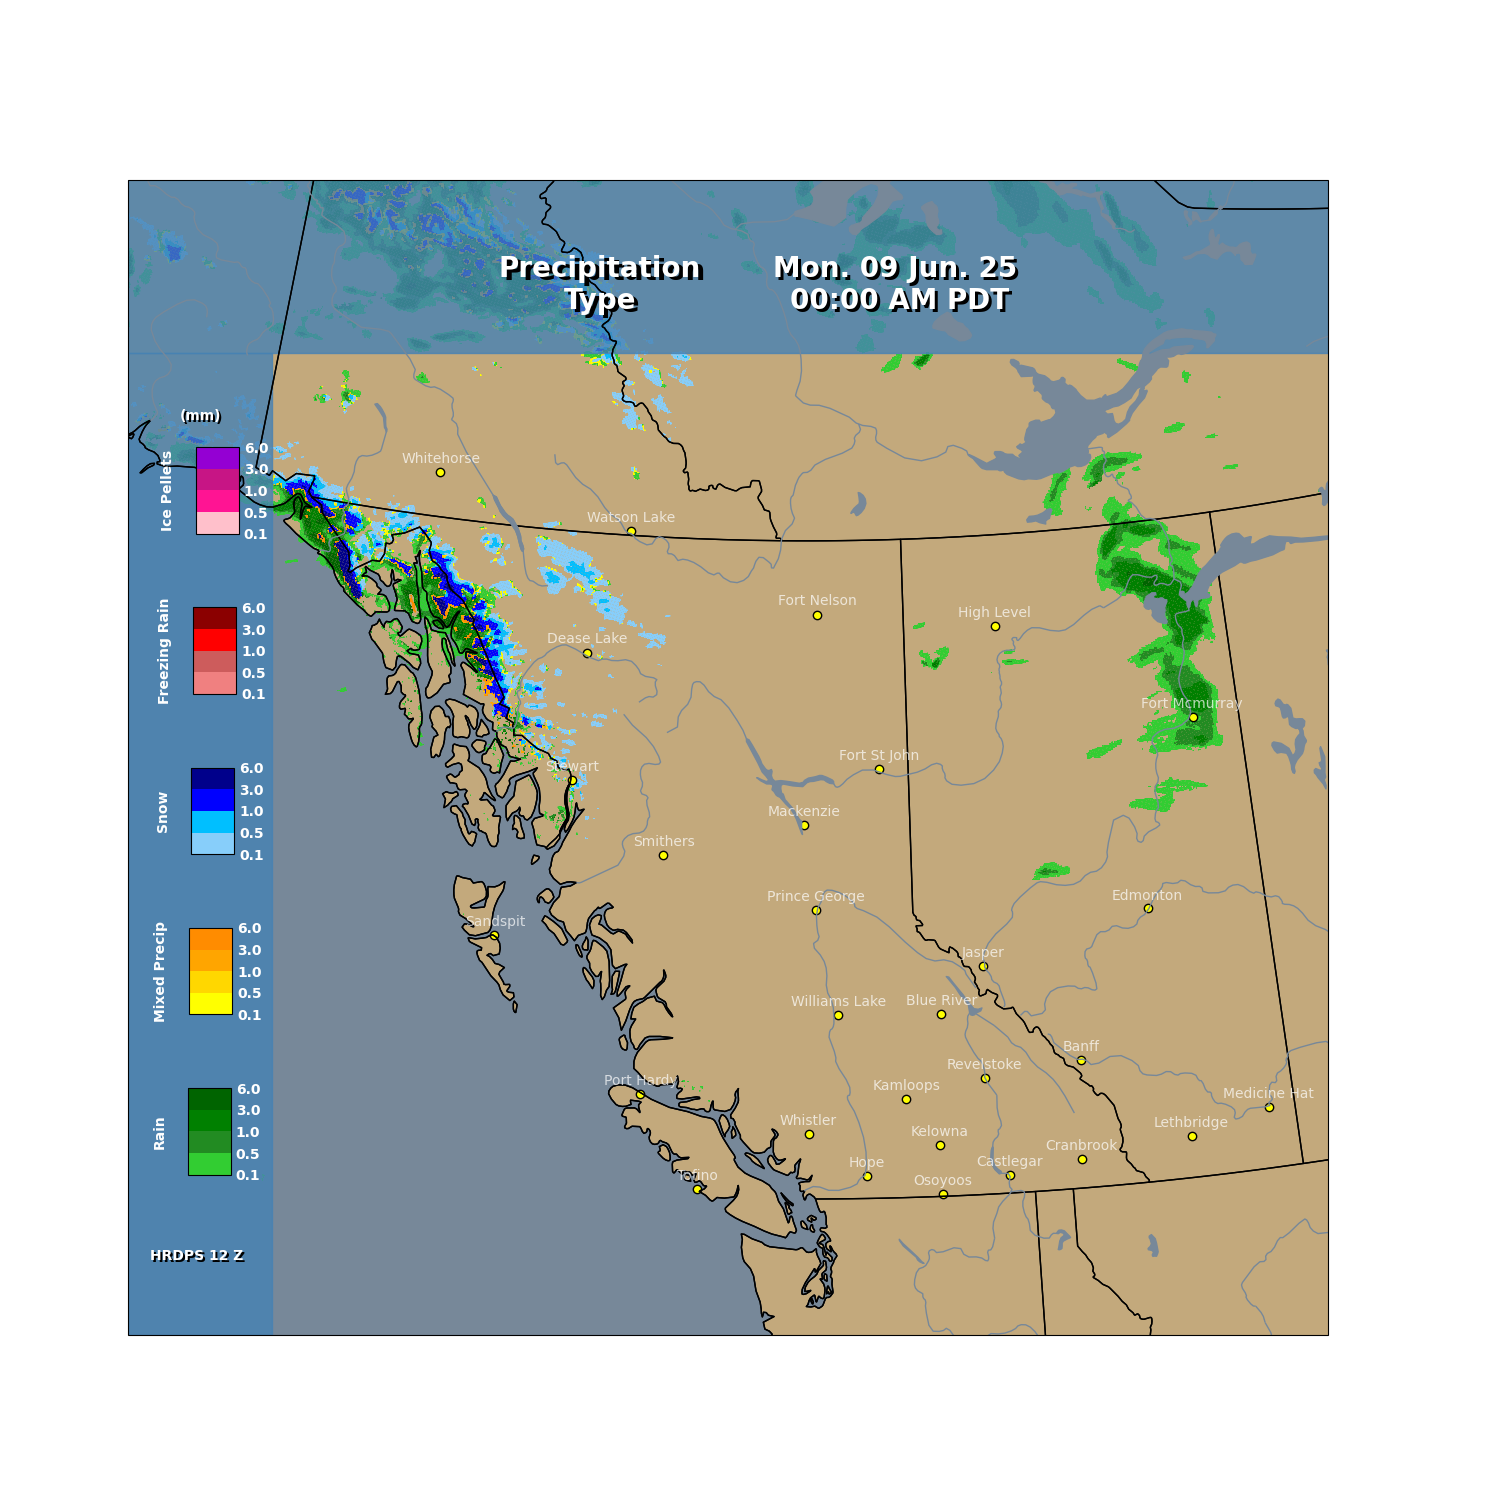 Precipitation
Type
Mon. 09 Jun. 25
00:00 AM PDT
(mm)
Ice Pellets
6.0
3.0
1.0
0.5
0.1
Freezing Rain
6.0
3.0
1.0
0.5
0.1
Snow
6.0
3.0
1.0
0.5
0.1
Mixed Precip
6.0
3.0
1.0
0.5
0.1
Rain
6.0
3.0
1.0
0.5
0.1
HRDPS 12 Z
Whitehorse
Watson Lake
Fort Nelson
High Level
Dease Lake
Fort Mcmurray
Fort St John
Stewart
Mackenzie
Smithers
Prince George
Edmonton
Sandspit
Jasper
Williams Lake
Blue River
Banff
Revelstoke
Port Hardy
Kamloops
Medicine Hat
Whistler
Lethbridge
Kelowna
Cranbrook
Hope
Castlegar
Tofino
Osoyoos